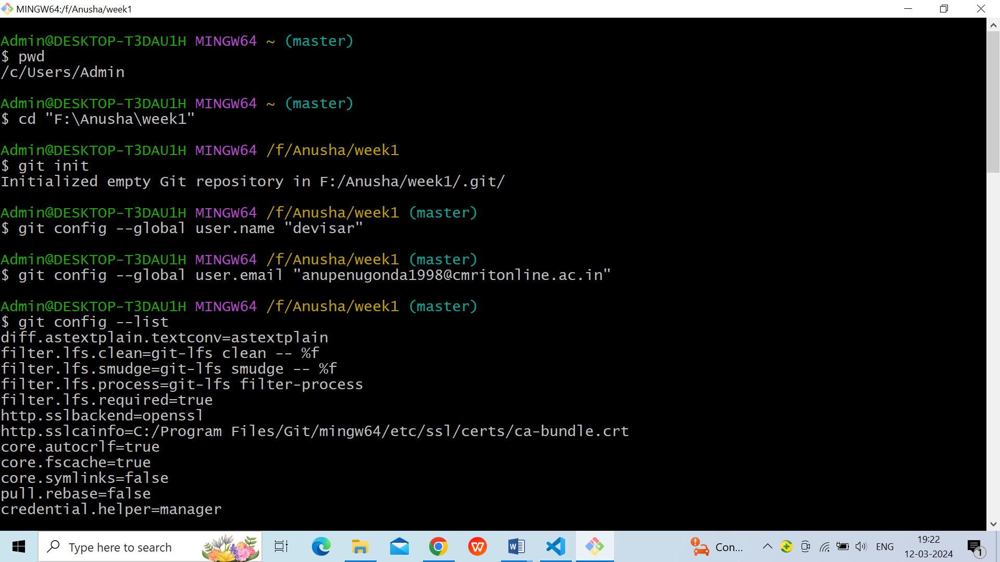 MINGW64:/f/Anusha/week1
Admin@DESKTOP-T3DAU1H MINGW64 ~ (master)
$ pwd
/c/Users/Admin
Admin@DESKTOP-T3DAU1H MINGW64 ~ (master)
$ cd "F:\Anusha\week1"
Admin@DESKTOP-T3DAU1H MINGW64 /f/Anusha/week1
$ git init
Initialized empty Git repository in F:/Anusha/week1/.git/
Admin@DESKTOP-T3DAU1H MINGW64 /f/Anusha/week1 (master)
$ git config --global user.name "devisar"
Admin@DESKTOP-T3DAU1H MINGW64 /f/Anusha/week1 (master)
$ git config --global user.email "anupenugonda1998@cmritonline.ac.in"
Admin@DESKTOP-T3DAU1H MINGW64 /f/Anusha/week1 (master)
$ git config --list
diff.astextplain.textconv=astextplain
filter.lfs.clean=git-lfs clean -- %f
filter.lfs.smudge=git-lfs smudge -- %f
filter.lfs.process=git-lfs filter-process
filter.lfs.required=true
http.sslbackend=openssl
http.sslcainfo=C:/Program Files/Git/mingw64/etc/ssl/certs/ca-bundle.crt
core.autocrlf=true
core.fscache=true
core.symlinks=false
pull.rebase=false
credential.helper=manager
Type here to search
W
W
Con...
ENG
19:22
12-03-2024
1